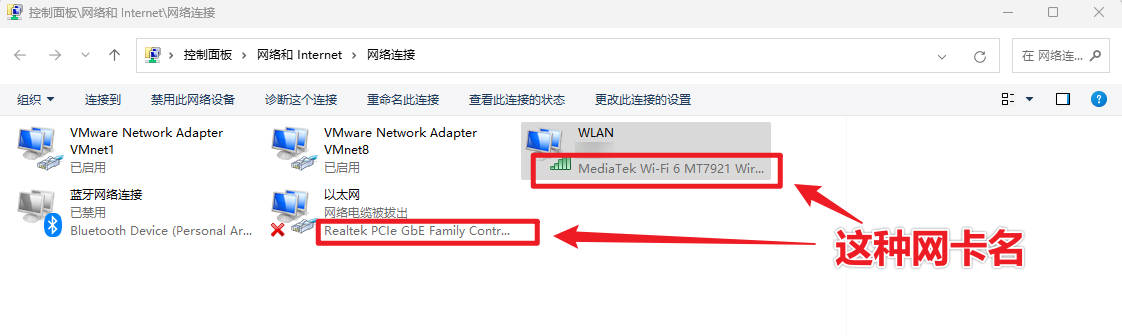 控制面板\网络和 Internet\网络连接
控制面板 › 网络和 Internet › 网络连接
在 网络连...
组织 连接到 禁用此网络设备 诊断这个连接 重命名此连接 查看此连接的状态 更改此连接的设置
VMware Network Adapter
VMnet1
已启用
VMware Network Adapter
VMnet8
已启用
WLAN
MediaTek Wi-Fi 6 MT7921 Wir...
蓝牙网络连接
已禁用
Bluetooth Device (Personal Ar...
以太网
网络电缆被拔出
Realtek PCIe GbE Family Contr...
这种网卡名